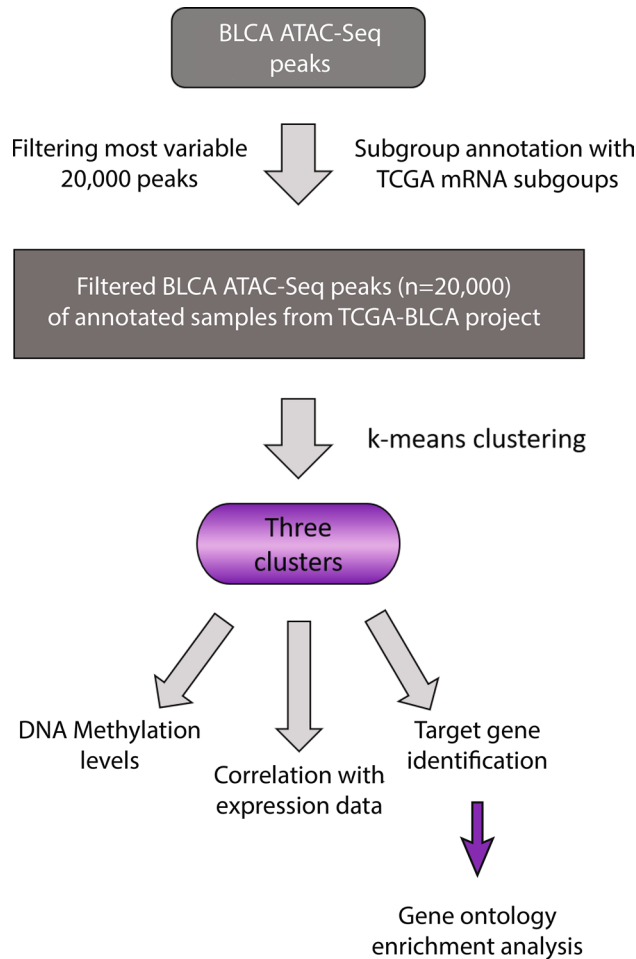 BLCA ATAC-Seq
peaks
Filtering most variable
20,000 peaks
Subgroup annotation with
TCGA mRNA subgoups
Filtered BLCA ATAC-Seq peaks (n=20,000)
of annotated samples from TCGA-BLCA project
k-means clustering
Three
clusters
DNA Methylation
levels
Correlation with
expression data
Target gene
identification
Gene ontology
enrichment analysis